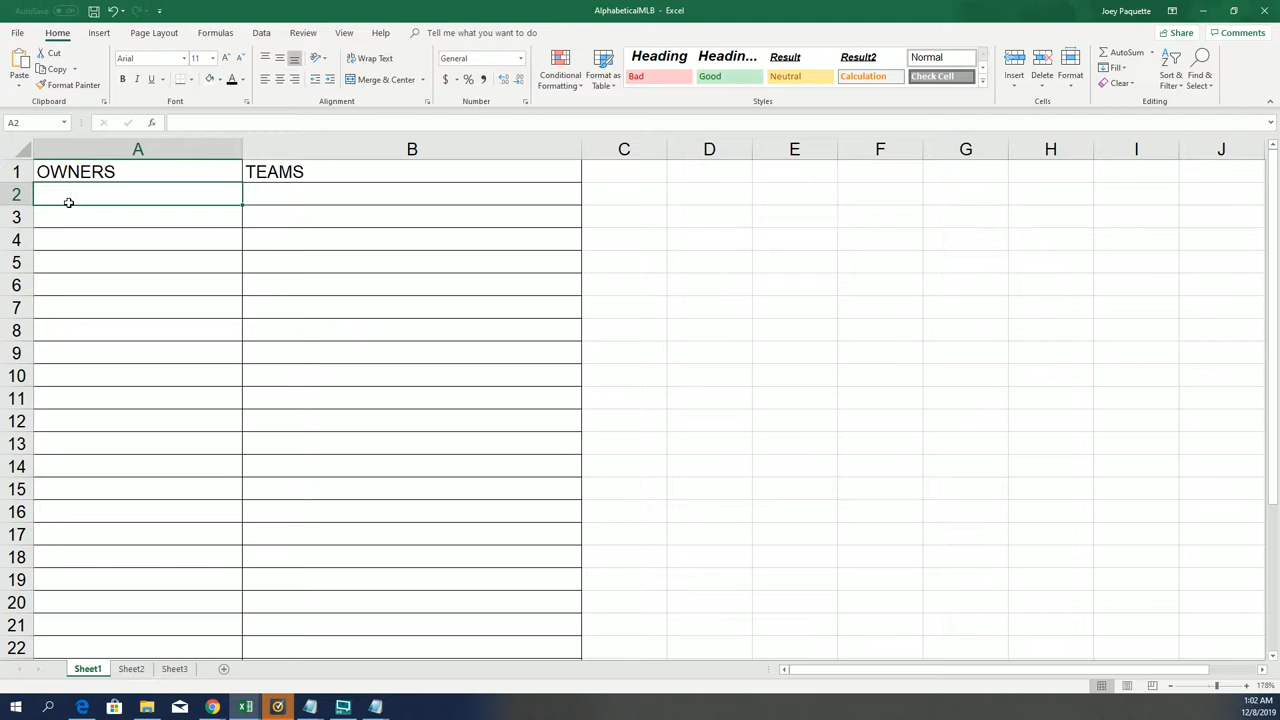 AutoSave Off AlphabeticalMLB - Excel Joey Paquette
File Home Insert Page Layout Formulas Data Review View Help Tell me what you want to do Share Comments
Paste Cut Copy Format Painter Clipboard
Arial 11 A A B I U A Font
Wrap Text Merge & Center Alignment
General $ % , Number
Conditional Formatting Format as Table
Heading Headin... Result Result2 Normal
Bad Good Neutral Calculation Check Cell
Styles
Insert Delete Format Cells
AutoSum Fill Clear Sort & Filter Find & Select Editing
A2 fx
A B C D E F G H I J
1 OWNERS TEAMS
2
3
4
5
6
7
8
9
10
11
12
13
14
15
16
17
18
19
20
21
22
Sheet1 Sheet2 Sheet3
178%
1:02 AM
12/8/2019